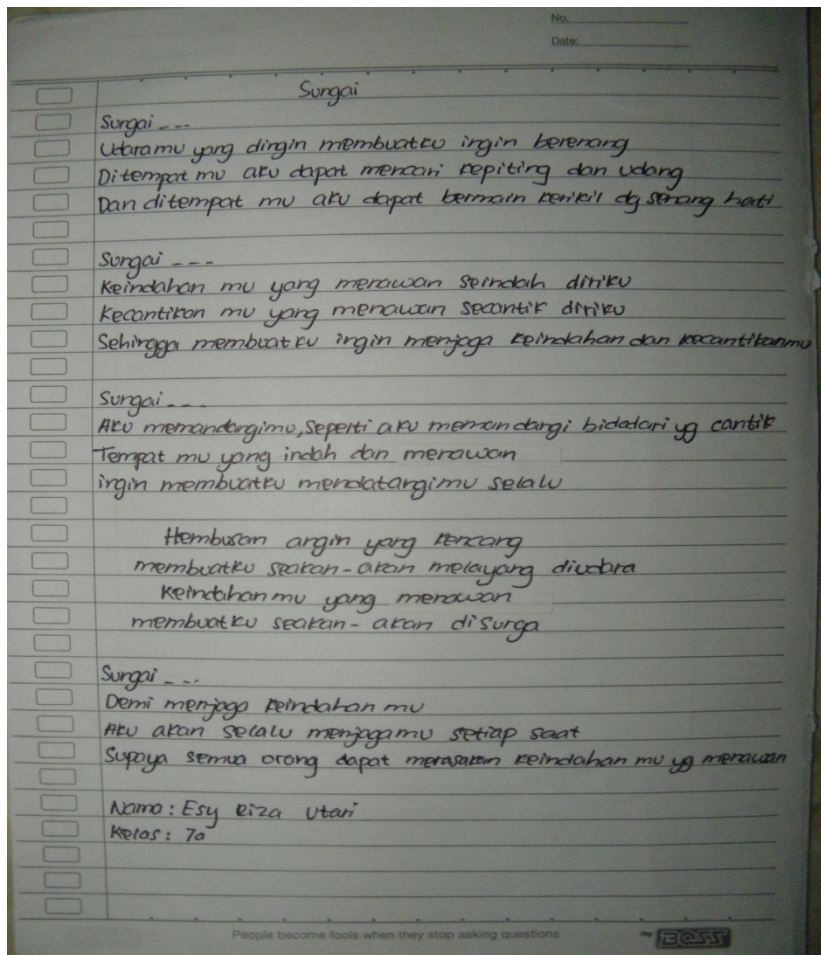 No.
Date:
Sungai
Sungai ---
Udaramu yang dingin membuatku ingin berenang
Ditempat mu aku dapat mencari kepiting dan udang
Dan ditempat mu aku dapat bermain kerikil dg senang hati
Sungai ---
Keindahan mu yang menawan seindah diriku
Kecantikan mu yang menawan secantik diriku
Sehingga membuatku ingin menjaga keindahan dan kecantikanmu
Sungai ---
Aku memandangimu, Seperti aku memandangi bidadari yg cantik
Tempat mu yang indah dan menawan
ingin membuatku mendatangimu selalu
Hembusan angin yang kencang
membuatku seakan-akan melayang diudara
Keindahanmu yang menawan
membuatku seakan-akan disurga
Sungai ---
Demi menjaga keindahan mu
Aku akan selalu menjagamu setiap saat
Supaya semua orang dapat merasakan keindahan mu yg menawan
Nama : Esy Riza Utari
Kelas : 7a
People become fools when they stop asking questions
my BOSS